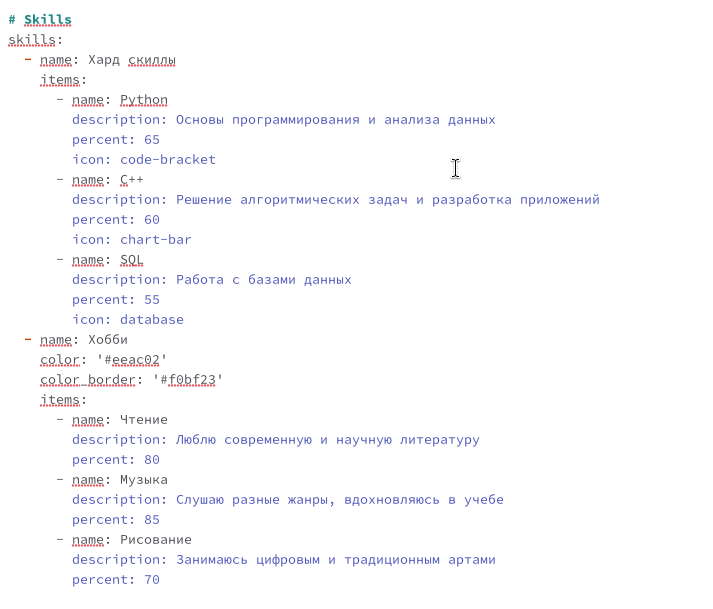 # Skills
skills:
  - name: Хард скиллы
    items:
      - name: Python
        description: Основы программирования и анализа данных
        percent: 65
        icon: code-bracket
      - name: C++
        description: Решение алгоритмических задач и разработка приложений
        percent: 60
        icon: chart-bar
      - name: SQL
        description: Работа с базами данных
        percent: 55
        icon: database
  - name: Хобби
    color: '#eeac02'
    color_border: '#f0bf23'
    items:
      - name: Чтение
        description: Люблю современную и научную литературу
        percent: 80
      - name: Музыка
        description: Слушаю разные жанры, вдохновляюсь в учебе
        percent: 85
      - name: Рисование
        description: Занимаюсь цифровым и традиционным артами
        percent: 70